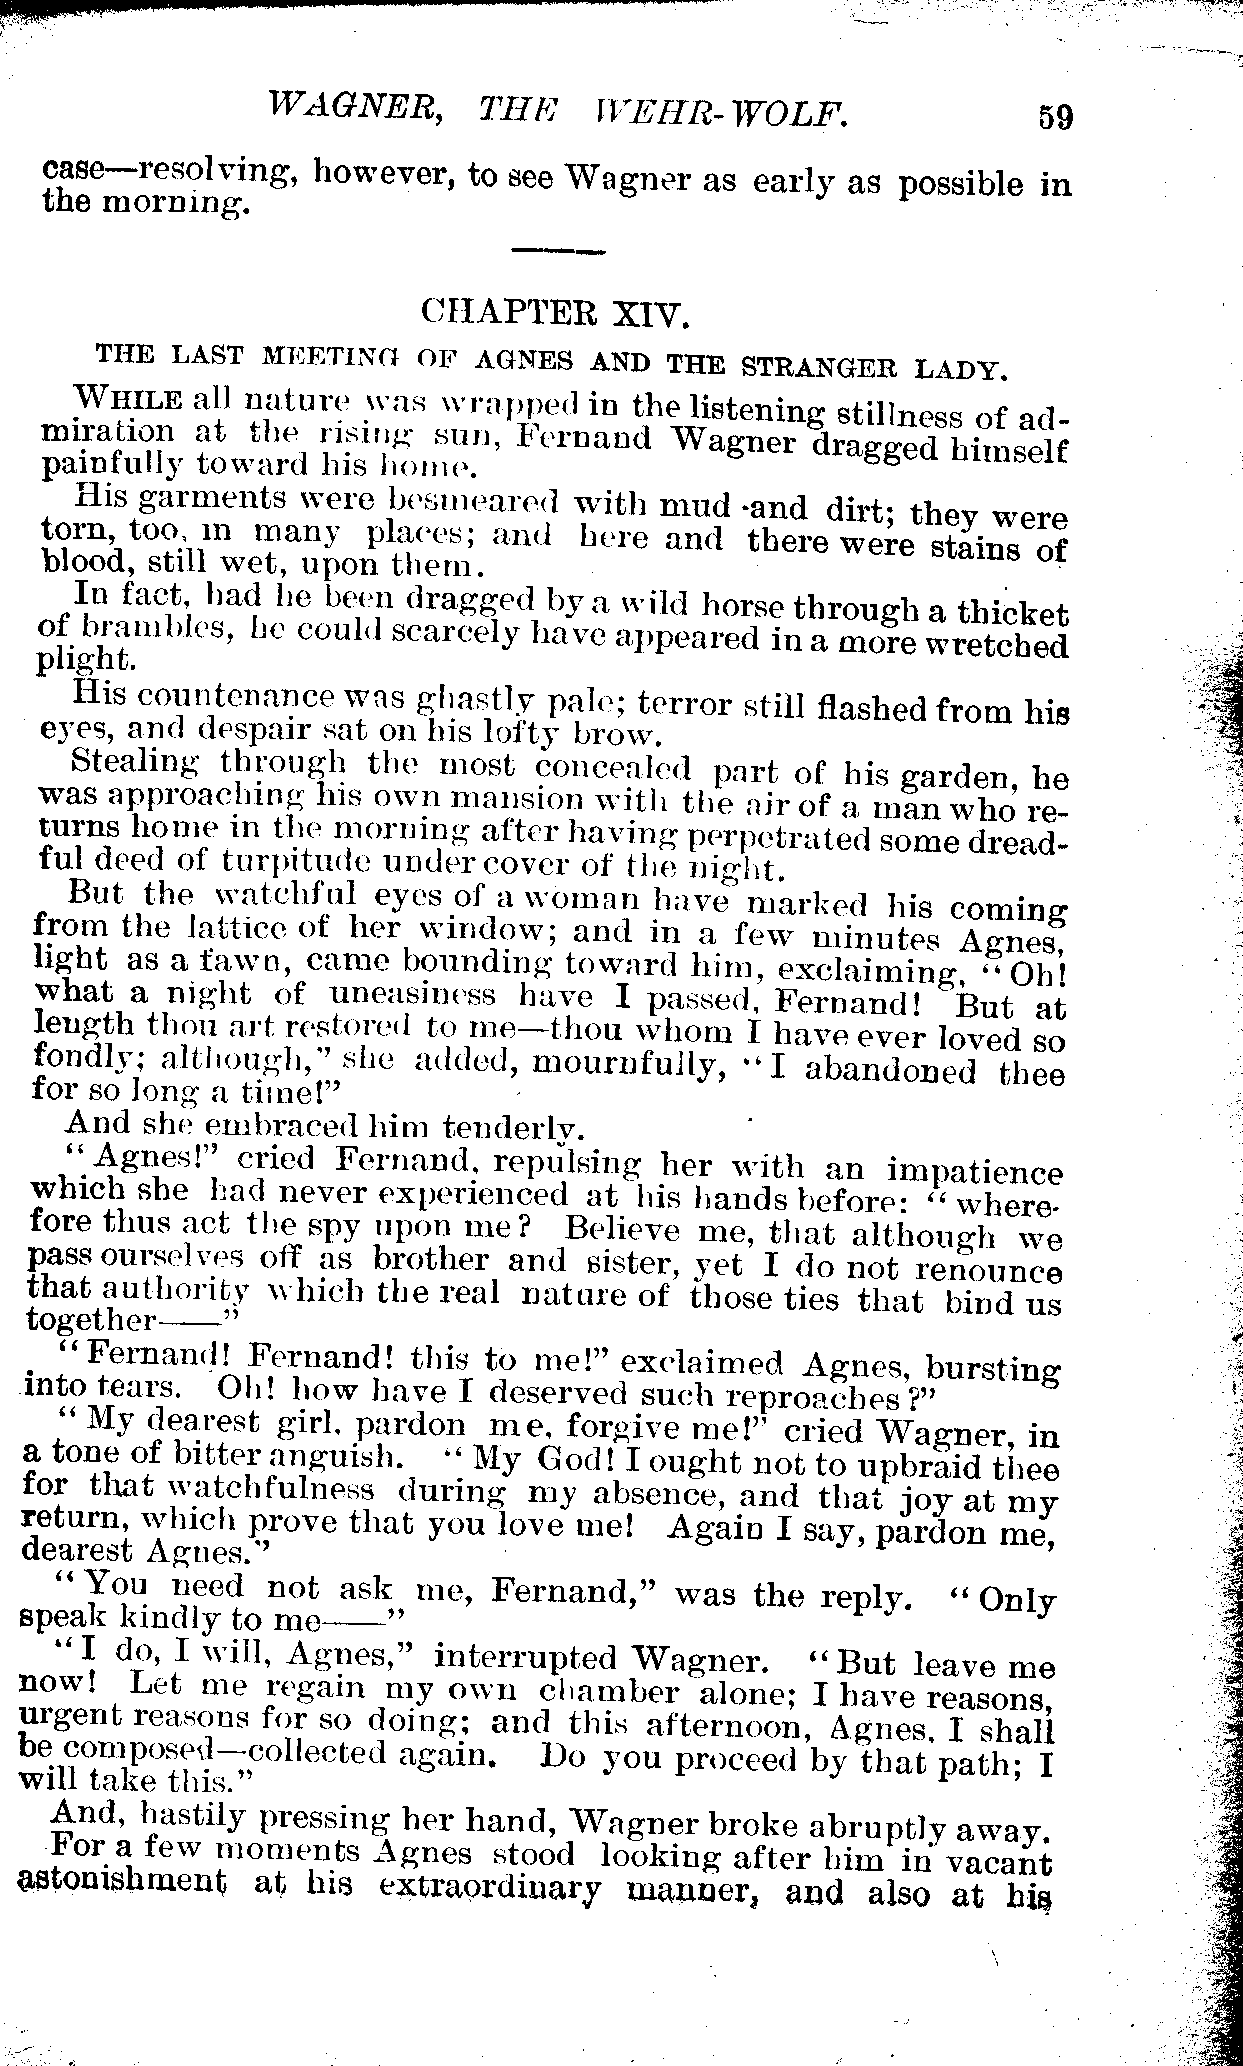 WAGNER, THE WEHR-WOLF. 59
case—resolving, however, to see Wagner as early as possible in
the morning.
CHAPTER XIV.
THE LAST MEETING OF AGNES AND THE STRANGER LADY.
WHILE all nature was wrapped in the listening stillness of ad-
miration at the rising sun, Fernand Wagner dragged himself
painfully toward his home.
His garments were besmeared with mud and dirt; they were
torn, too, in many places; and here and there were stains of
blood, still wet, upon them.
In fact, had he been dragged by a wild horse through a thicket
of brambles, he could scarcely have appeared in a more wretched
plight.
His countenance was ghastly pale; terror still flashed from his
eyes, and despair sat on his lofty brow.
Stealing through the most concealed part of his garden, he
was approaching his own mansion with the air of a man who re-
turns home in the morning after having perpetrated some dread-
ful deed of turpitude under cover of the night.
But the watchful eyes of a woman have marked his coming
from the lattice of her window; and in a few minutes Agnes,
light as a fawn, came bounding toward him, exclaiming, "Oh!
what a night of uneasiness have I passed, Fernand! But at
length thou art restored to me—thou whom I have ever loved so
fondly; although," she added, mournfully, "I abandoned thee
for so long a time!"
And she embraced him tenderly.
"Agnes!" cried Fernand, repulsing her with an impatience
which she had never experienced at his hands before: "where-
fore thus act the spy upon me? Believe me, that although we
pass ourselves off as brother and sister, yet I do not renounce
that authority which the real nature of those ties that bind us
together——"
"Fernand! Fernand! this to me!" exclaimed Agnes, bursting
into tears. Oh! how have I deserved such reproaches?"
"My dearest girl, pardon me, forgive me!" cried Wagner, in
a tone of bitter anguish. "My God! I ought not to upbraid thee
for that watchfulness during my absence, and that joy at my
return, which prove that you love me! Again I say, pardon me,
dearest Agnes."
"You need not ask me, Fernand," was the reply. "Only
speak kindly to me——"
"I do, I will, Agnes," interrupted Wagner. "But leave me
now! Let me regain my own chamber alone; I have reasons,
urgent reasons for so doing; and this afternoon, Agnes, I shall
be composed—collected again. Do you proceed by that path; I
will take this."
And, hastily pressing her hand, Wagner broke abruptly away.
For a few moments Agnes stood looking after him in vacant
astonishment at his extraordinary manner, and also at his